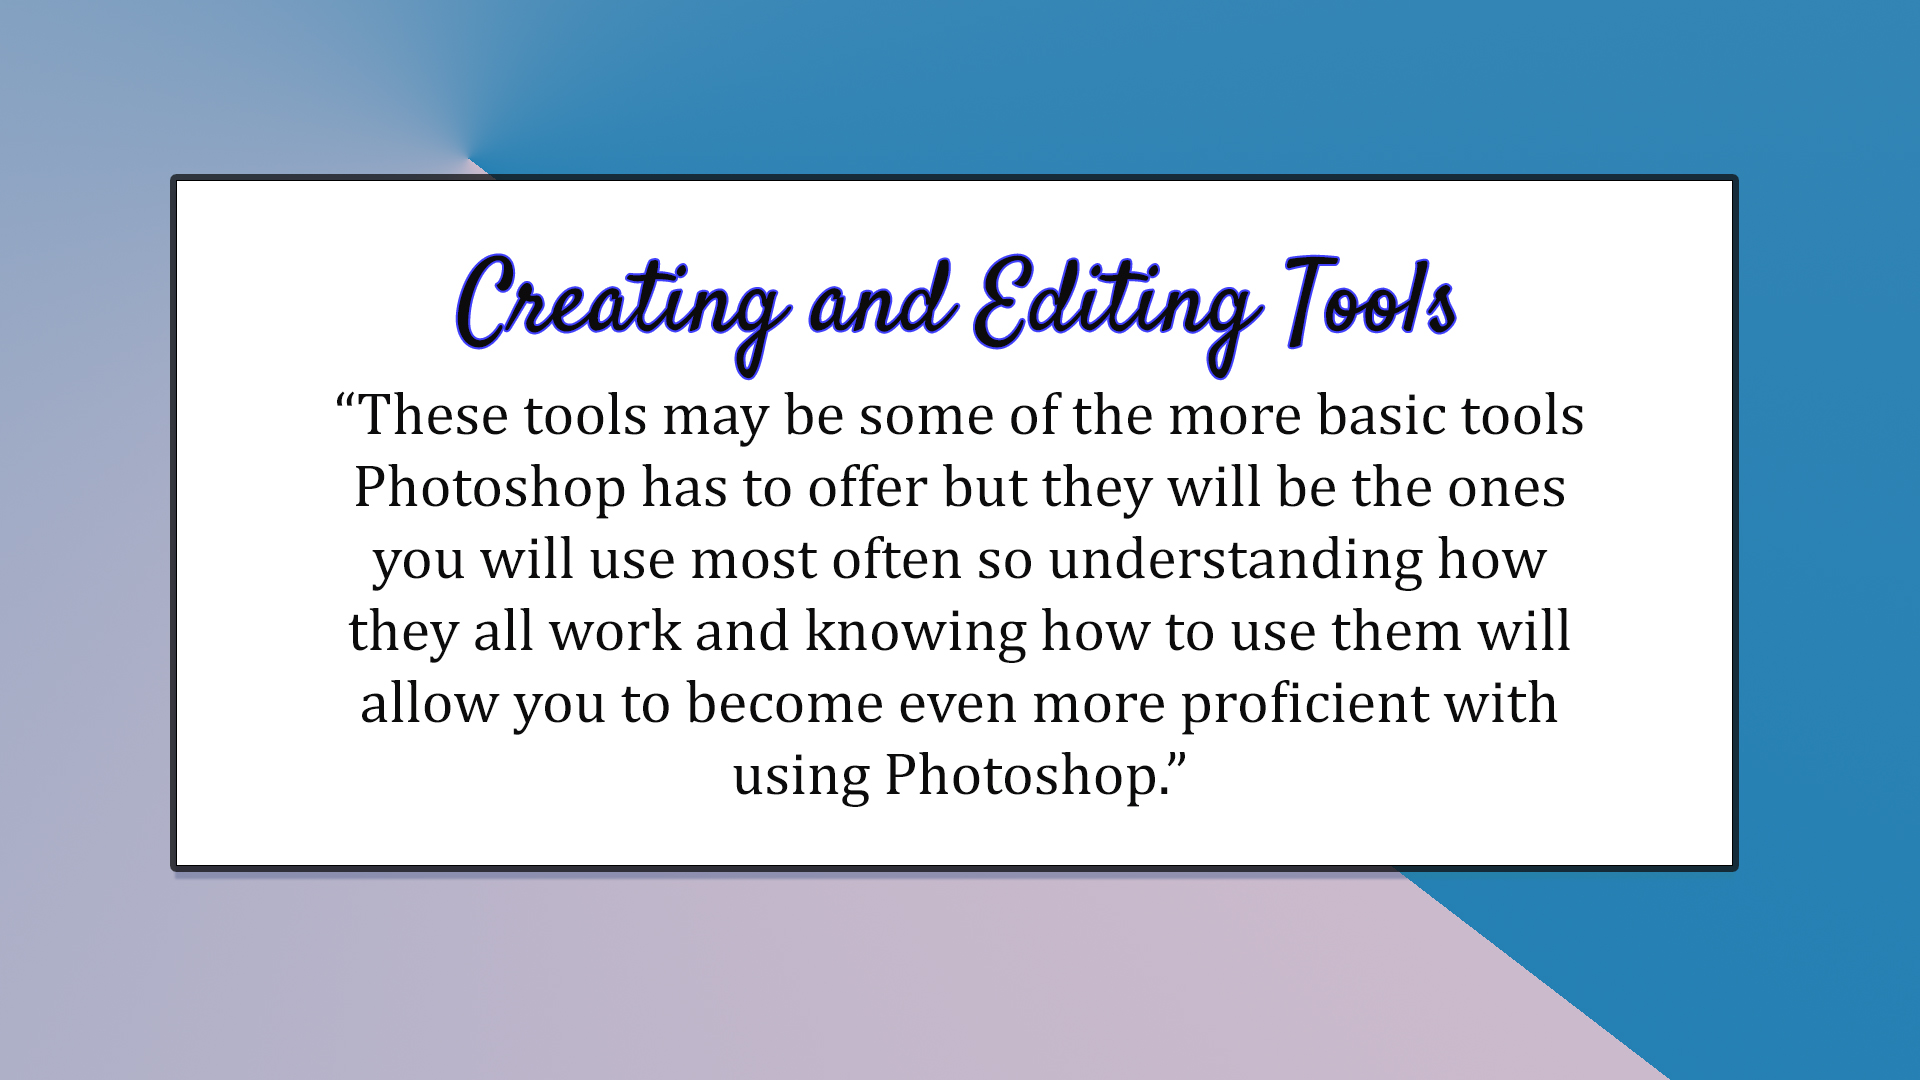 Creating and Editing Tools
“These tools may be some of the more basic tools
Photoshop has to offer but they will be the ones
you will use most often so understanding how
they all work and knowing how to use them will
allow you to become even more proficient with
using Photoshop.”